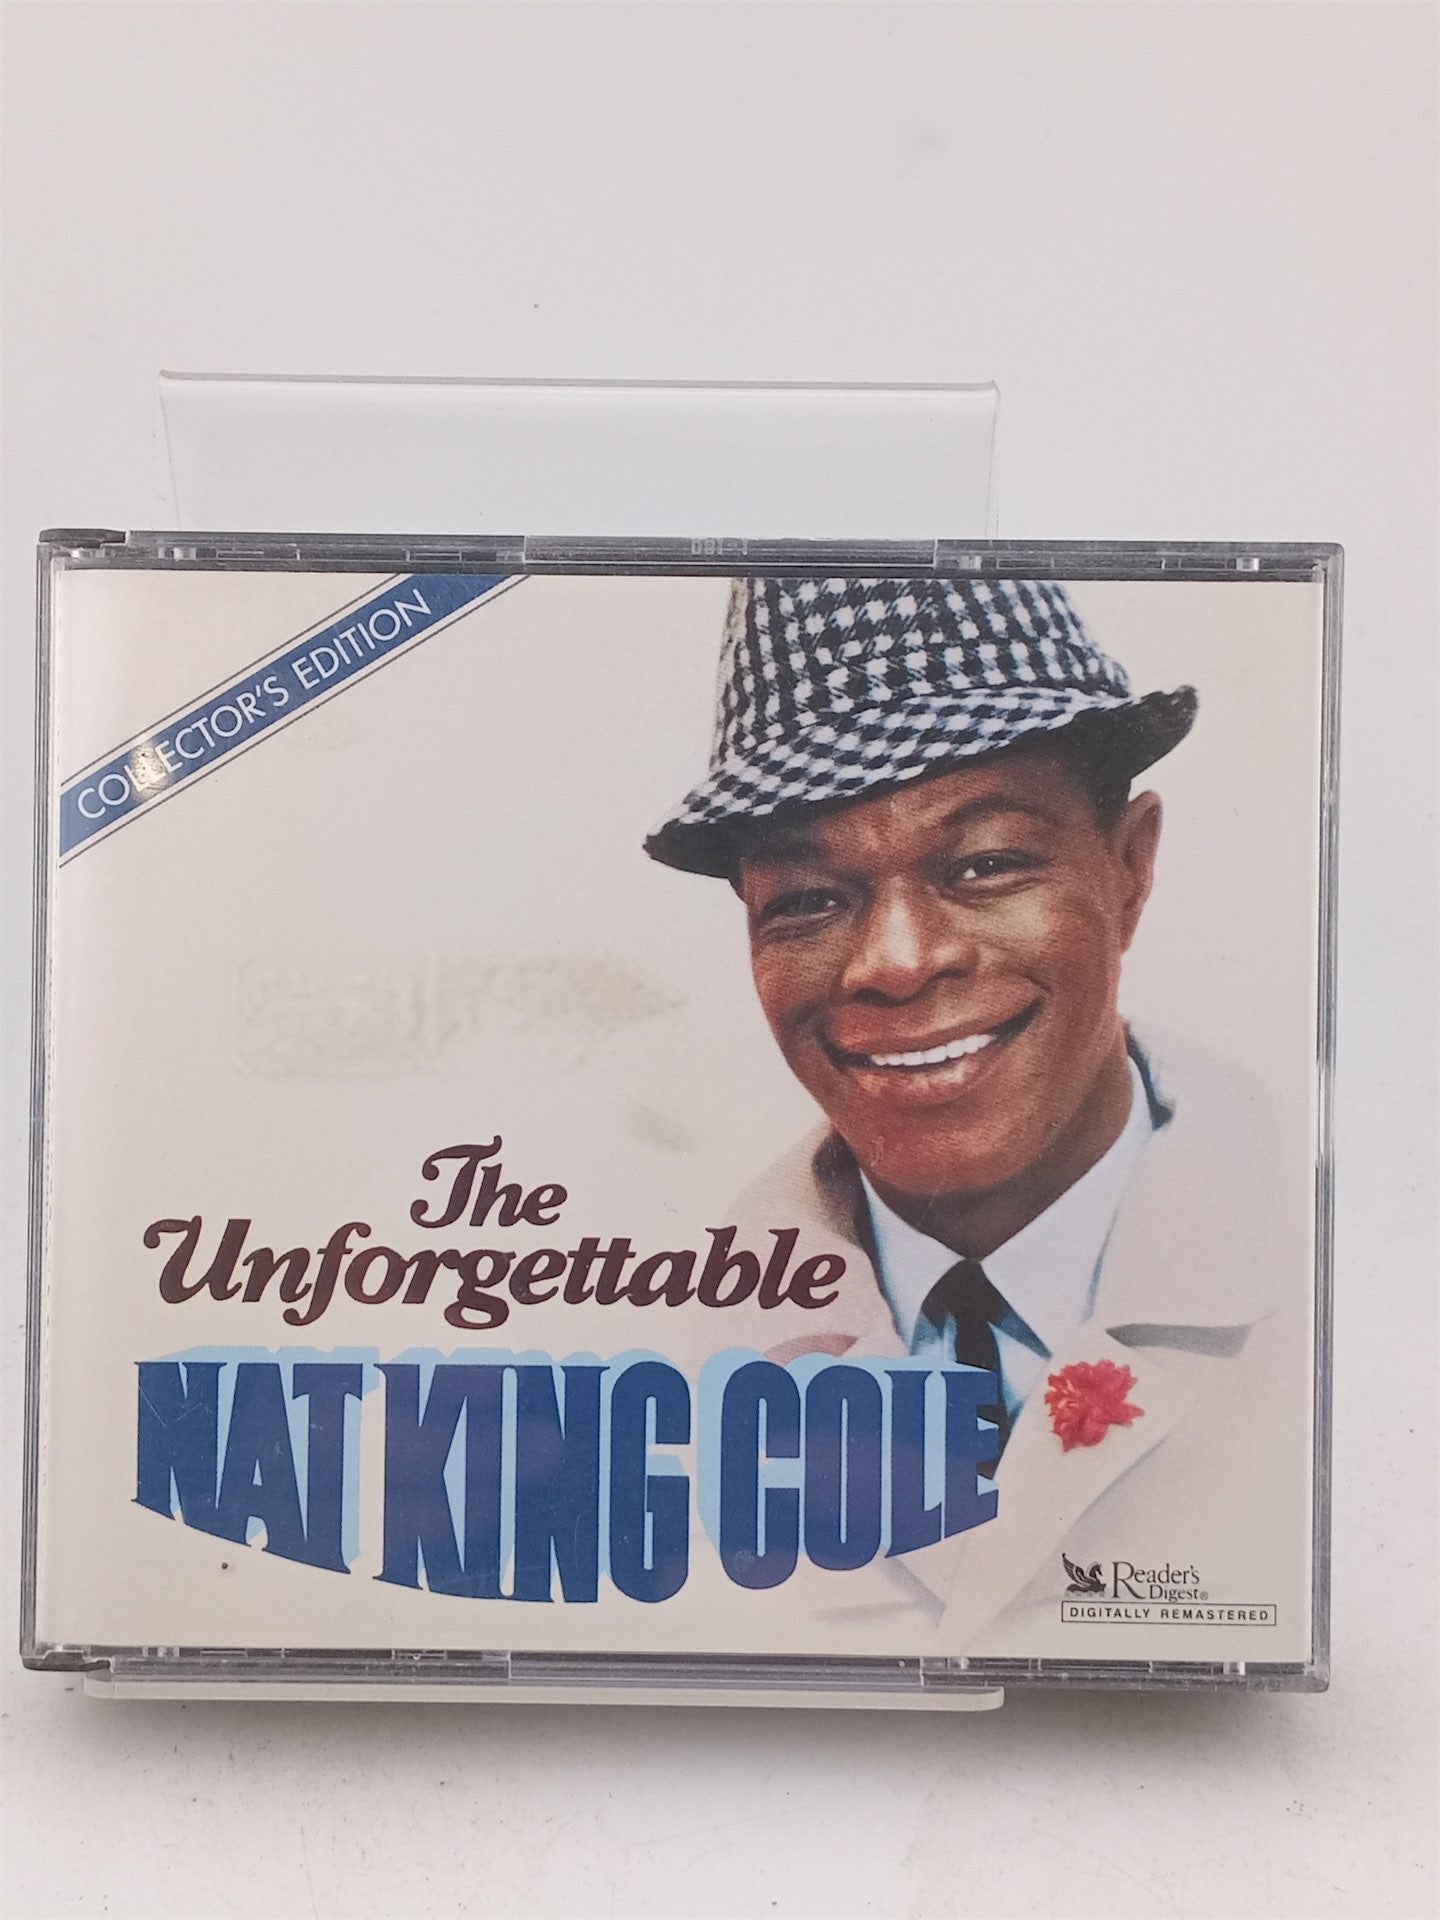 COLLECTOR'S EDITION
The
Unforgettable
NAT KING COLE
Reader's
Digest®
DIGITALLY REMASTERED